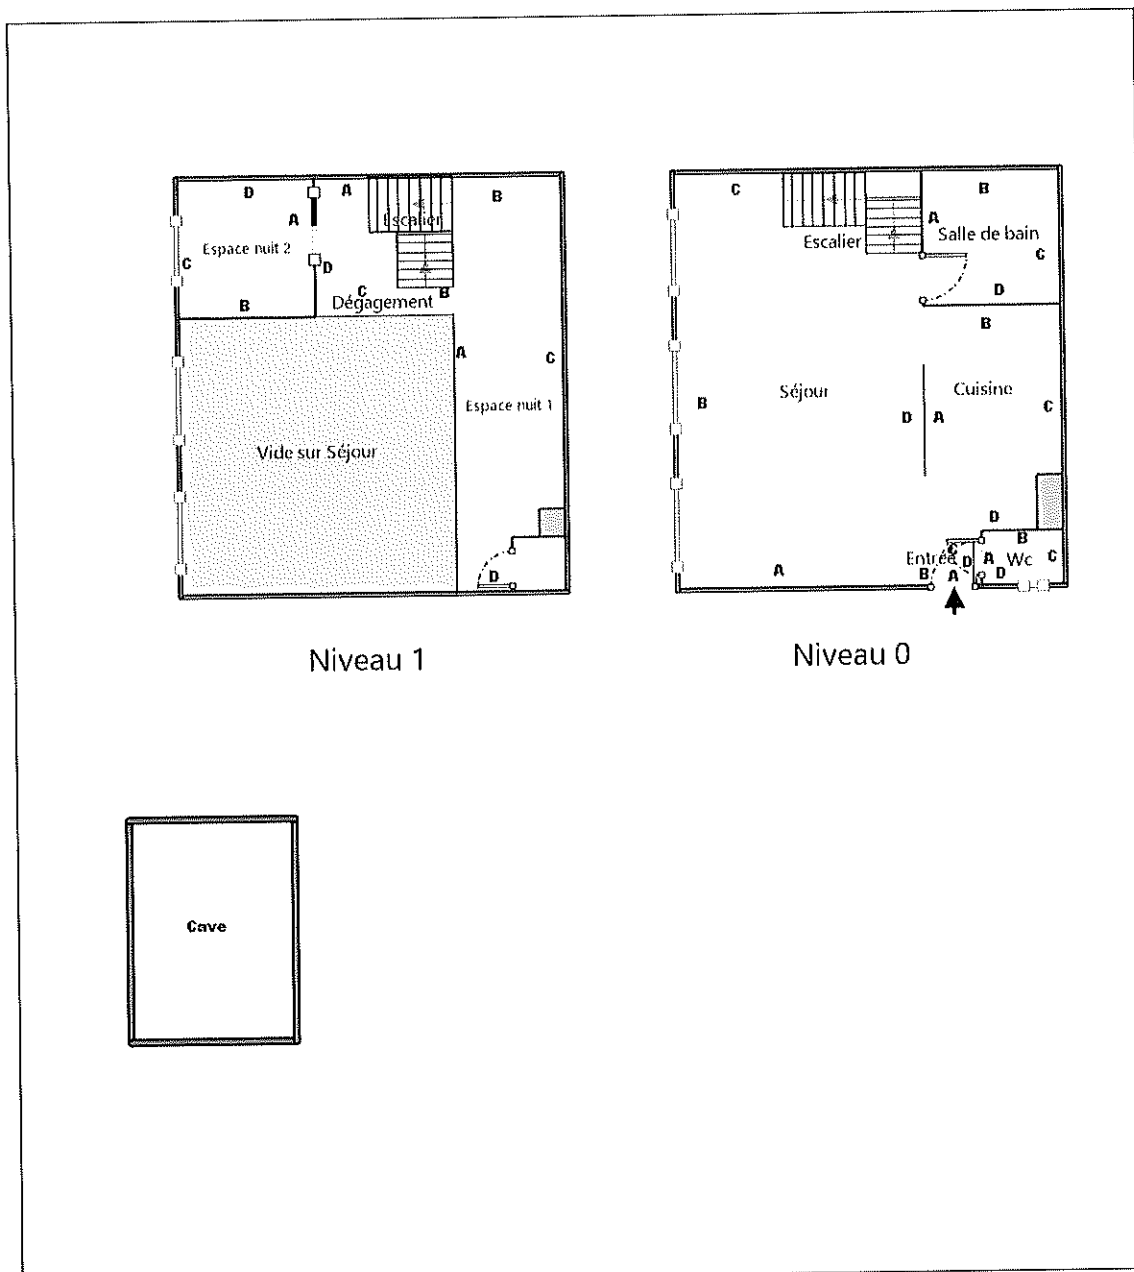 D
A
B
Escalier
A
Espace nuit 2
C
D
C
B
Dégagement
B
A
C
Espace nuit 1
Vide sur Séjour
D
Niveau 1
C
B
A
Salle de bain
Escalier
C
D
B
Séjour
Cuisine
B
D
A
C
D
B
Entrée
C
D
A
Wc
C
A
B
A
D
Niveau 0
Cave